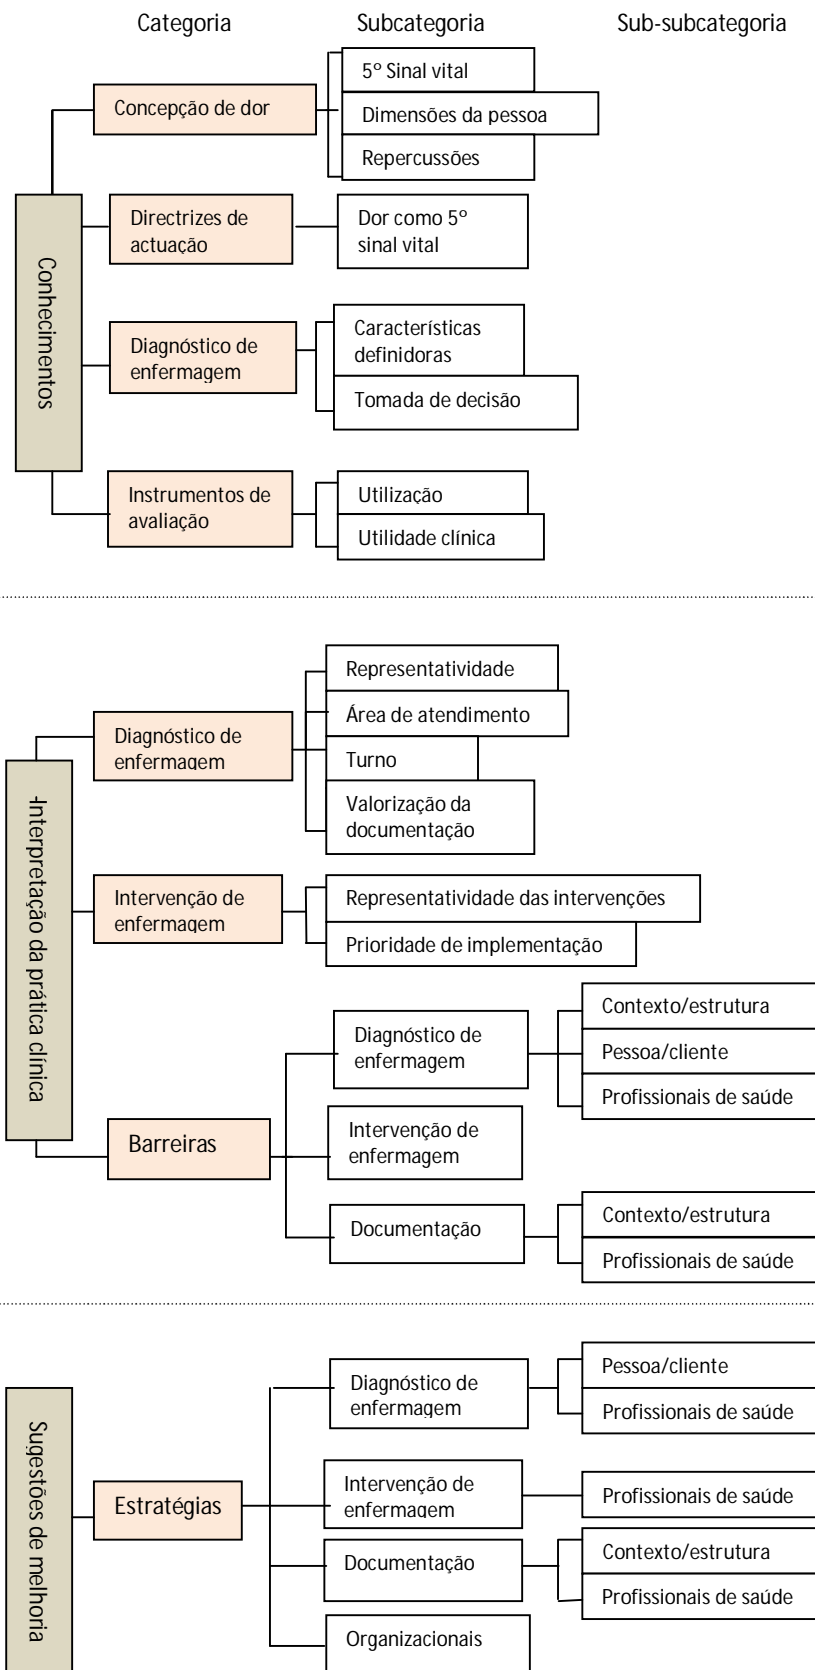 Categoria Subcategoria Sub-subcategoria
Conhecimentos
Concepção de dor
5º Sinal vital
Dimensões da pessoa
Repercussões
Directrizes de
actuação
Dor como 5º
sinal vital
Diagnóstico de
enfermagem
Características
definidoras
Tomada de decisão
Instrumentos de
avaliação
Utilização
Utilidade clínica
-Interpretação da prática clínica
Diagnóstico de
enfermagem
Representatividade
Área de atendimento
Turno
Valorização da
documentação
Intervenção de
enfermagem
Representatividade das intervenções
Prioridade de implementação
Barreiras
Diagnóstico de
enfermagem
Contexto/estrutura
Pessoa/cliente
Profissionais de saúde
Intervenção de
enfermagem
Documentação
Contexto/estrutura
Profissionais de saúde
Sugestões de melhoria
Estratégias
Diagnóstico de
enfermagem
Pessoa/cliente
Profissionais de saúde
Intervenção de
enfermagem
Profissionais de saúde
Documentação
Contexto/estrutura
Profissionais de saúde
Organizacionais